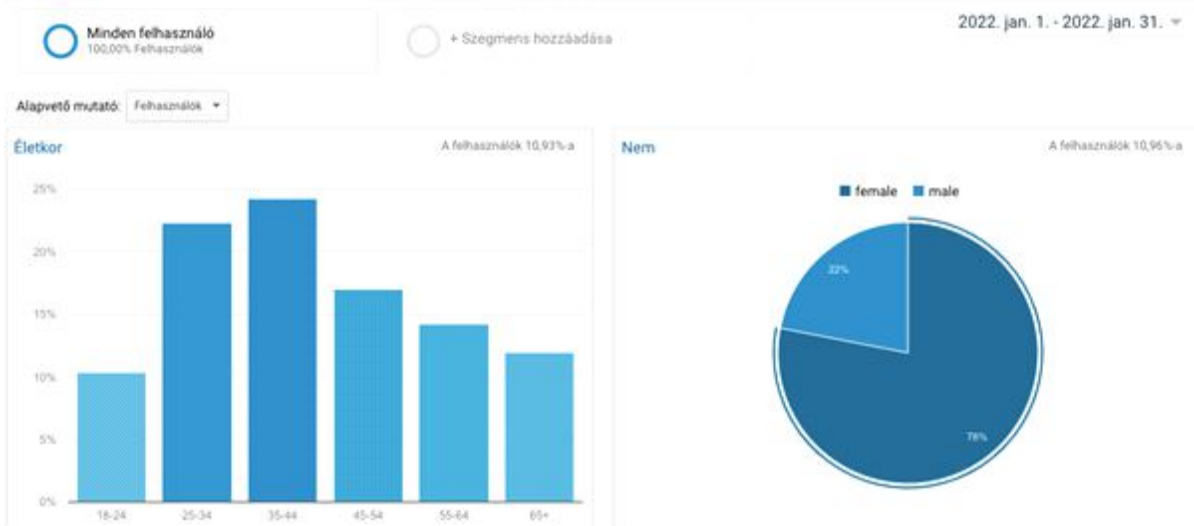 Minden felhasználó
100,00% Felhasználók
+ Szegmens hozzáadása
2022. jan. 1. - 2022. jan. 31.
Alapvető mutató: Felhasználók
Életkor
A felhasználók 10,93%-a
25%
20%
15%
10%
5%
0%
18-24 25-34 35-44 45-54 55-64 65+
Nem
A felhasználók 10,96%-a
female male
22%
78%